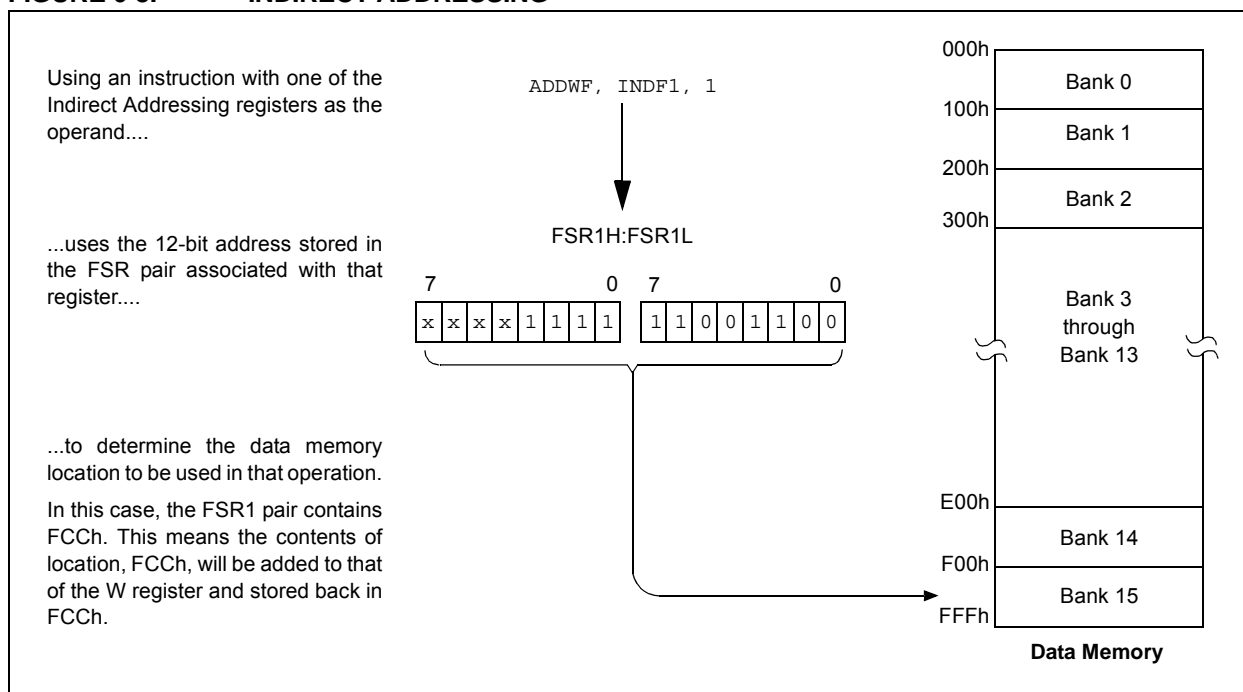 Using an instruction with one of the
Indirect Addressing registers as the
operand....
ADDWF, INDF1, 1
...uses the 12-bit address stored in
the FSR pair associated with that
register....
FSR1H:FSR1L
7 0 7 0
x x x x 1 1 1 1 1 1 0 0 1 1 0 0
...to determine the data memory
location to be used in that operation.
In this case, the FSR1 pair contains
FCCh. This means the contents of
location, FCCh, will be added to that
of the W register and stored back in
FCCh.
000h
Bank 0
100h
Bank 1
200h
Bank 2
300h
Bank 3
through
Bank 13
E00h
Bank 14
F00h
Bank 15
FFFh
Data Memory